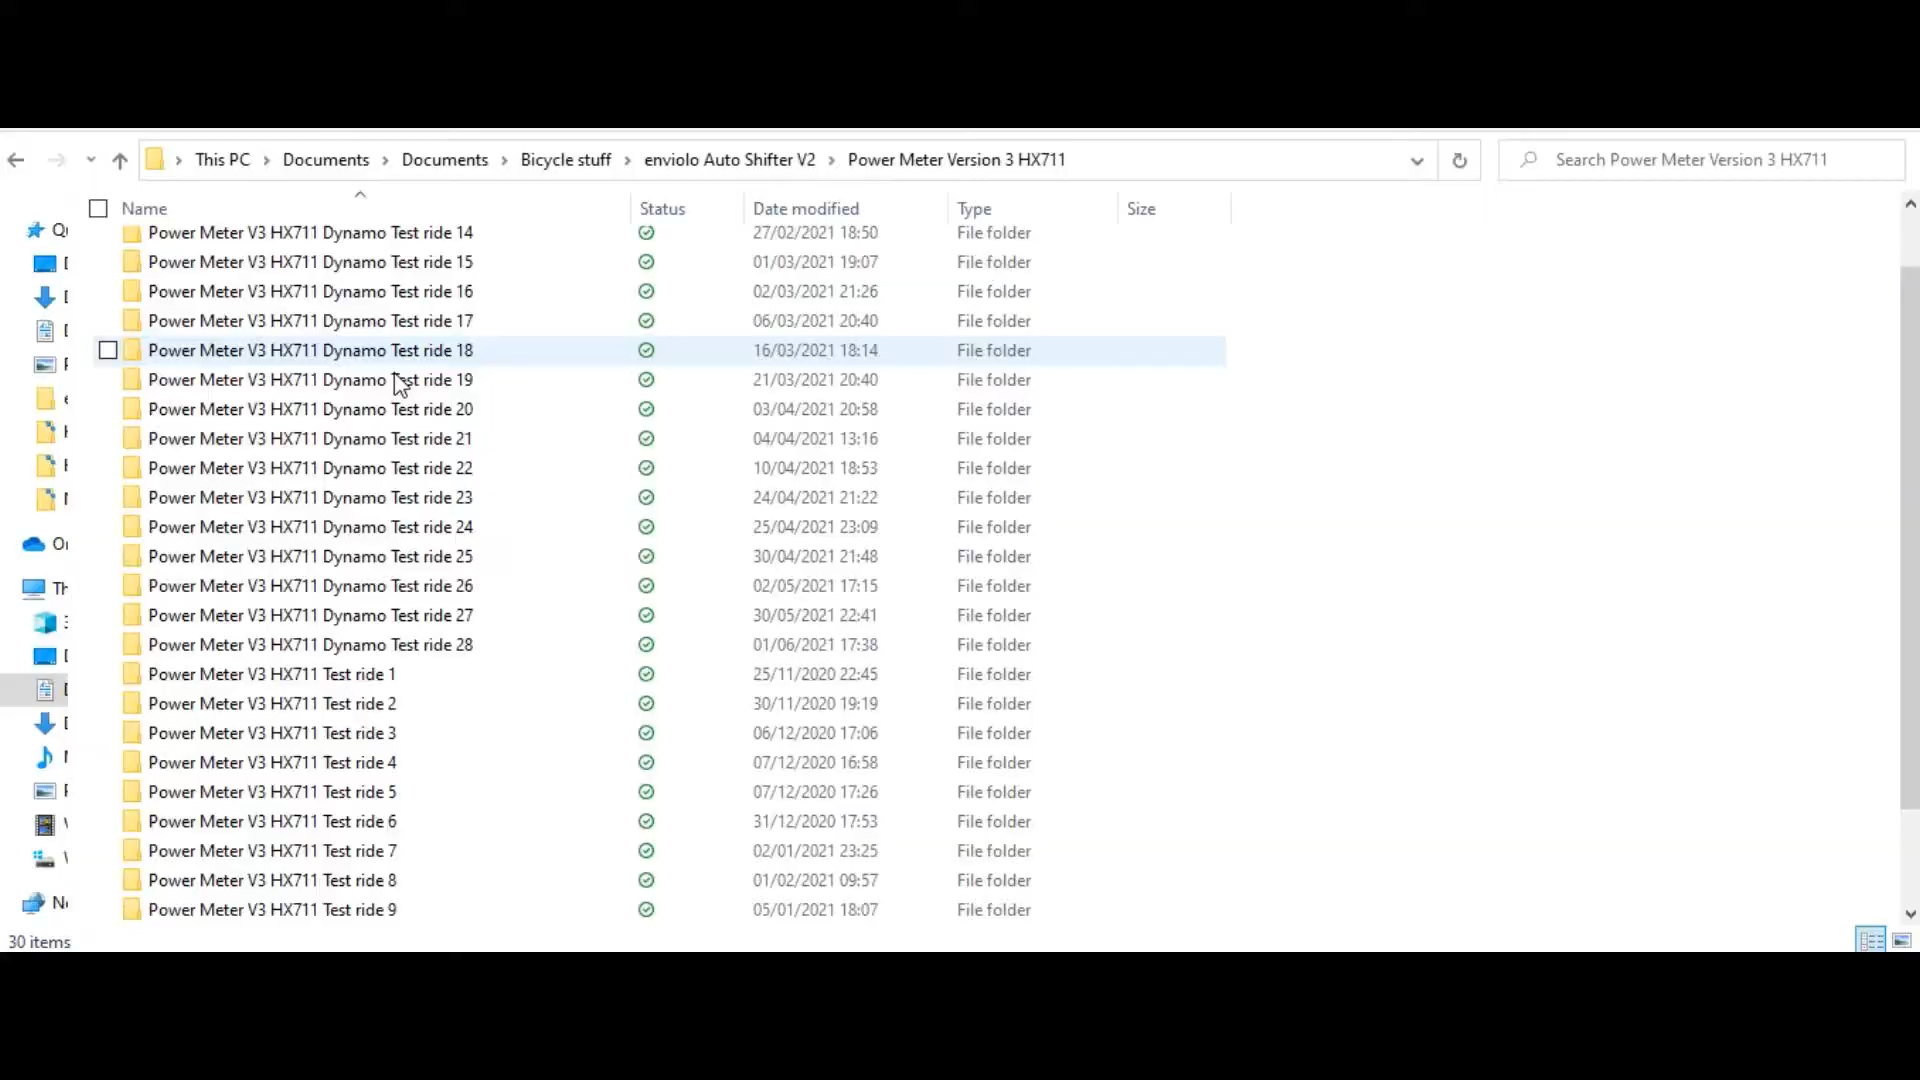 This PC > Documents > Documents > Bicycle stuff > enviolo Auto Shifter V2 > Power Meter Version 3 HX711
Search Power Meter Version 3 HX711
Name Status Date modified Type Size
Power Meter V3 HX711 Dynamo Test ride 14 27/02/2021 18:50 File folder
Power Meter V3 HX711 Dynamo Test ride 15 01/03/2021 19:07 File folder
Power Meter V3 HX711 Dynamo Test ride 16 02/03/2021 21:26 File folder
Power Meter V3 HX711 Dynamo Test ride 17 06/03/2021 20:40 File folder
Power Meter V3 HX711 Dynamo Test ride 18 16/03/2021 18:14 File folder
Power Meter V3 HX711 Dynamo Test ride 19 21/03/2021 20:40 File folder
Power Meter V3 HX711 Dynamo Test ride 20 03/04/2021 20:58 File folder
Power Meter V3 HX711 Dynamo Test ride 21 04/04/2021 13:16 File folder
Power Meter V3 HX711 Dynamo Test ride 22 10/04/2021 18:53 File folder
Power Meter V3 HX711 Dynamo Test ride 23 24/04/2021 21:22 File folder
Power Meter V3 HX711 Dynamo Test ride 24 25/04/2021 23:09 File folder
Power Meter V3 HX711 Dynamo Test ride 25 30/04/2021 21:48 File folder
Power Meter V3 HX711 Dynamo Test ride 26 02/05/2021 17:15 File folder
Power Meter V3 HX711 Dynamo Test ride 27 30/05/2021 22:41 File folder
Power Meter V3 HX711 Dynamo Test ride 28 01/06/2021 17:38 File folder
Power Meter V3 HX711 Test ride 1 25/11/2020 22:45 File folder
Power Meter V3 HX711 Test ride 2 30/11/2020 19:19 File folder
Power Meter V3 HX711 Test ride 3 06/12/2020 17:06 File folder
Power Meter V3 HX711 Test ride 4 07/12/2020 16:58 File folder
Power Meter V3 HX711 Test ride 5 07/12/2020 17:26 File folder
Power Meter V3 HX711 Test ride 6 31/12/2020 17:53 File folder
Power Meter V3 HX711 Test ride 7 02/01/2021 23:25 File folder
Power Meter V3 HX711 Test ride 8 01/02/2021 09:57 File folder
Power Meter V3 HX711 Test ride 9 05/01/2021 18:07 File folder
30 items